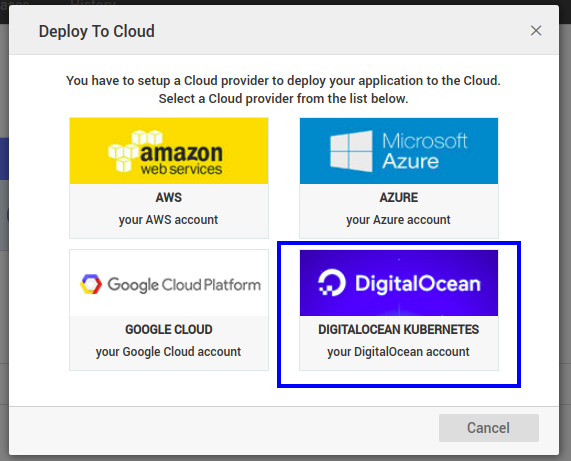 History
Deploy To Cloud
You have to setup a Cloud provider to deploy your application to the Cloud.
Select a Cloud provider from the list below.
amazon
web services
AWS
your AWS account
Microsoft
Azure
AZURE
your Azure account
Google Cloud Platform
GOOGLE CLOUD
your Google Cloud account
DigitalOcean
DIGITALOCEAN KUBERNETES
your DigitalOcean account
Cancel